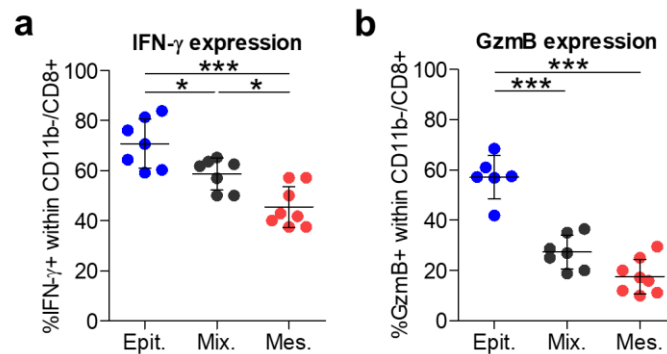 a
IFN-γ expression
***
* *
%IFN-γ+ within CD11b-/CD8+
100
80
60
40
20
0
Epit. Mix. Mes.
b
GzmB expression
***
***
%GzmB+ within CD11b-/CD8+
100
80
60
40
20
0
Epit. Mix. Mes.